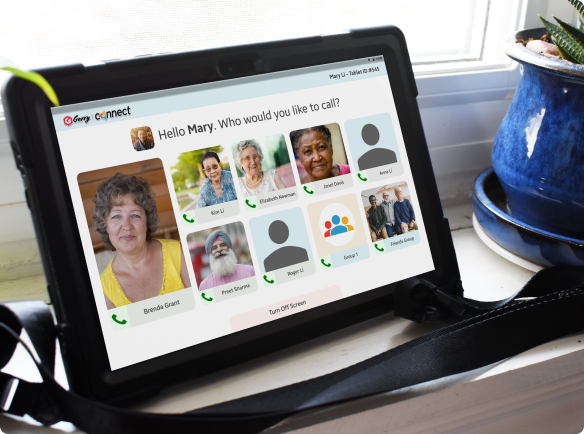 Mary Li - Tablet ID #545
Gerry connect
Hello Mary. Who would you like to call?
Kim Li
Elizabeth Newman
Janet Davis
Anna Li
Brenda Grant
Preet Sharma
Roger Li
Group 1
Friends Group
Turn Off Screen